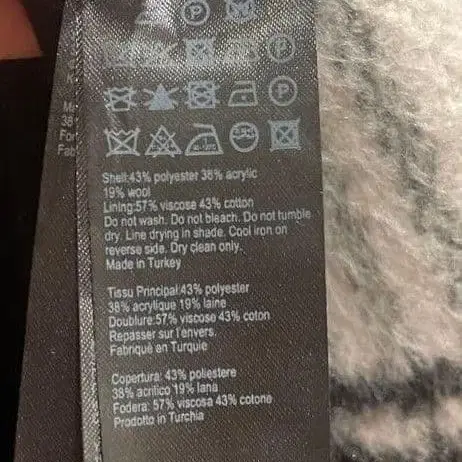 Shell:43% polyester 38% acrylic
19% wool
Lining:57% viscose 43% cotton
Do not wash. Do not bleach. Do not tumble
dry. Line drying in shade. Cool iron on
reverse side. Dry clean only.
Made in Turkey
Tissu Principal:43% polyester
38% acrylique 19% laine
Doublure:57% viscose 43% coton
Repasser sur l'envers.
Fabriqué en Turquie
Copertura: 43% poliestere
38% acrilico 19% lana
Fodera: 57% viscosa 43% cotone
Prodotto in Turchia